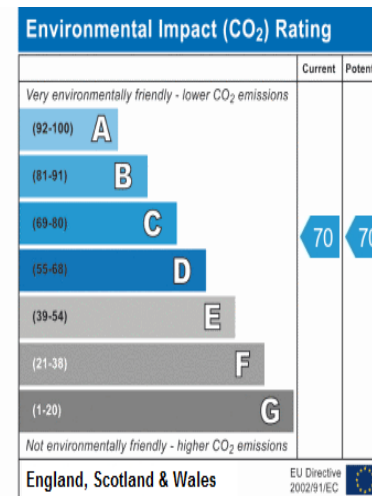 Environmental Impact (CO₂) Rating
Current Potent
Very environmentally friendly - lower CO₂ emissions
(92-100) A
(81-91) B
(69-80) C
70 70
(55-68) D
(39-54) E
(21-38) F
(1-20) G
Not environmentally friendly - higher CO₂ emissions
England, Scotland & Wales
EU Directive
2002/91/EC